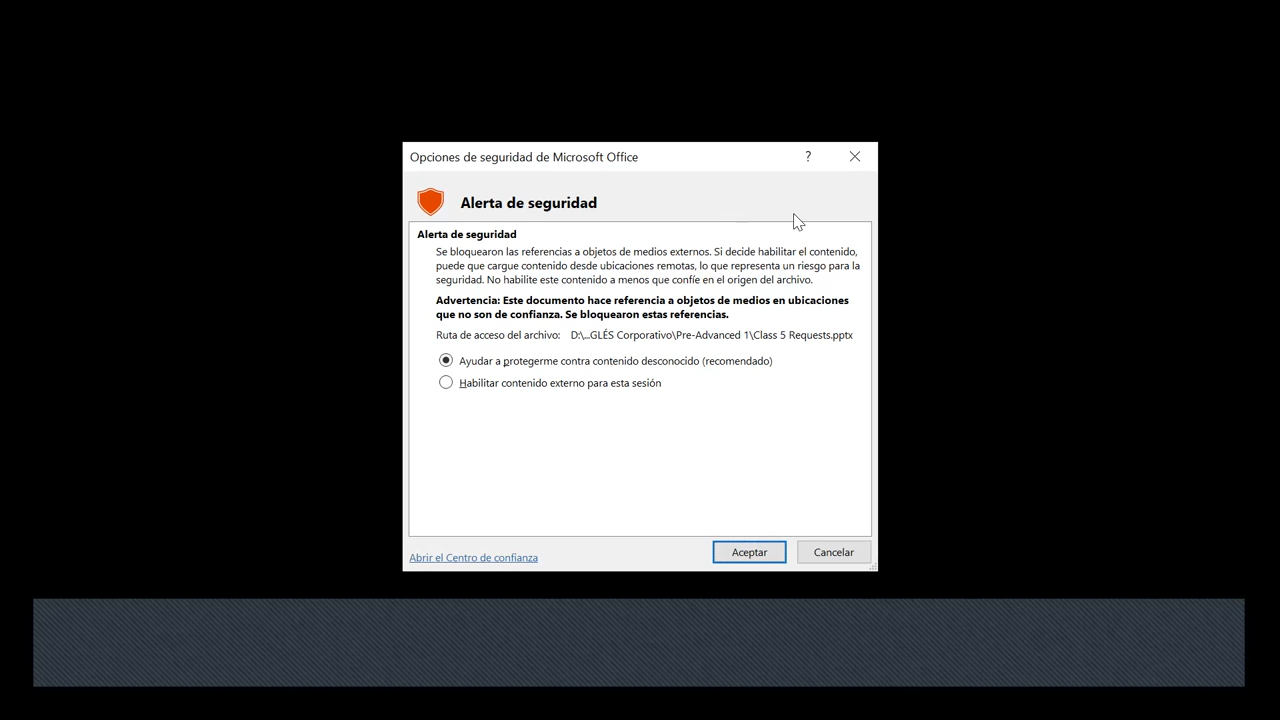 Opciones de seguridad de Microsoft Office
?
Alerta de seguridad
Alerta de seguridad
Se bloquearon las referencias a objetos de medios externos. Si decide habilitar el contenido,
puede que cargue contenido desde ubicaciones remotas, lo que representa un riesgo para la
seguridad. No habilite este contenido a menos que confíe en el origen del archivo.
Advertencia: Este documento hace referencia a objetos de medios en ubicaciones
que no son de confianza. Se bloquearon estas referencias.
Ruta de acceso del archivo: D:\...GLÉS Corporativo\Pre-Advanced 1\Class 5 Requests.pptx
Ayudar a protegerme contra contenido desconocido (recomendado)
Habilitar contenido externo para esta sesión
Abrir el Centro de confianza
Aceptar
Cancelar